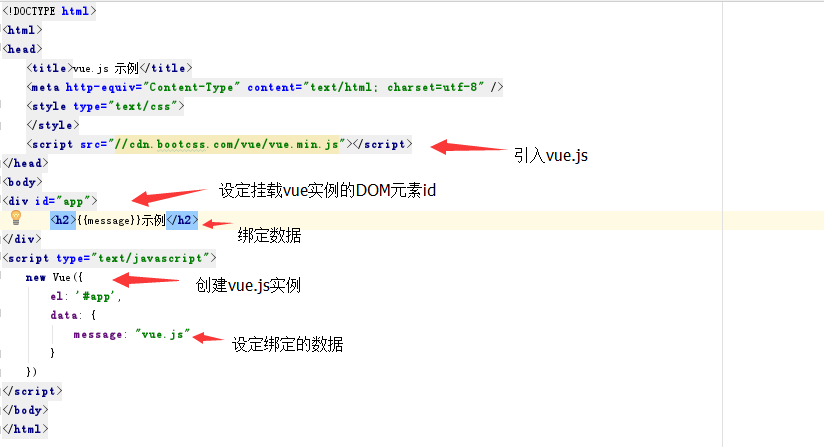 <!DOCTYPE html>
<html>
<head>
<title>vue.js 示例</title>
<meta http-equiv="Content-Type" content="text/html; charset=utf-8" />
<style type="text/css">
</style>
<script src="//cdn.bootcss.com/vue/vue.min.js"></script>
引入vue.js
</head>
<body>
<div id="app">
设定挂载vue实例的DOM元素id
<h2>{{message}}示例</h2>
绑定数据
</div>
<script type="text/javascript">
new Vue({
创建vue.js实例
el: '#app',
data: {
message: "vue.js"
设定绑定的数据
}
})
</script>
</body>
</html>